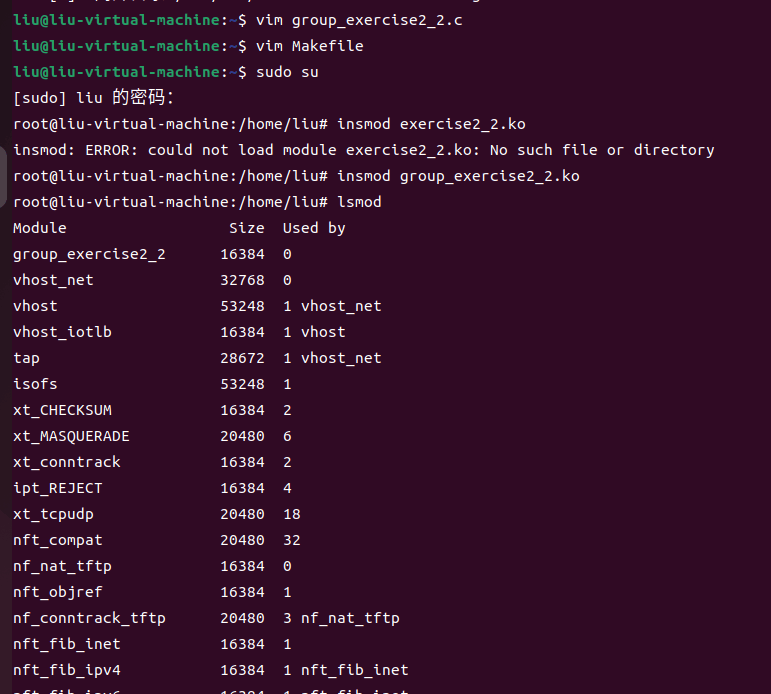 liu@liu-virtual-machine:~$ vim group_exercise2_2.c
liu@liu-virtual-machine:~$ vim Makefile
liu@liu-virtual-machine:~$ sudo su
[sudo] liu 的密码：
root@liu-virtual-machine:/home/liu# insmod exercise2_2.ko
insmod: ERROR: could not load module exercise2_2.ko: No such file or directory
root@liu-virtual-machine:/home/liu# insmod group_exercise2_2.ko
root@liu-virtual-machine:/home/liu# lsmod
Module                  Size  Used by
group_exercise2_2      16384  0
vhost_net              32768  0
vhost                  53248  1 vhost_net
vhost_iotlb            16384  1 vhost
tap                    28672  1 vhost_net
isofs                  53248  1
xt_CHECKSUM            16384  2
xt_MASQUERADE          20480  6
xt_conntrack           16384  2
ipt_REJECT             16384  4
xt_tcpudp              20480  18
nft_compat             20480  32
nf_nat_tftp            16384  0
nft_objref             16384  1
nf_conntrack_tftp      20480  3 nf_nat_tftp
nft_fib_inet           16384  1
nft_fib_ipv4           16384  1 nft_fib_inet